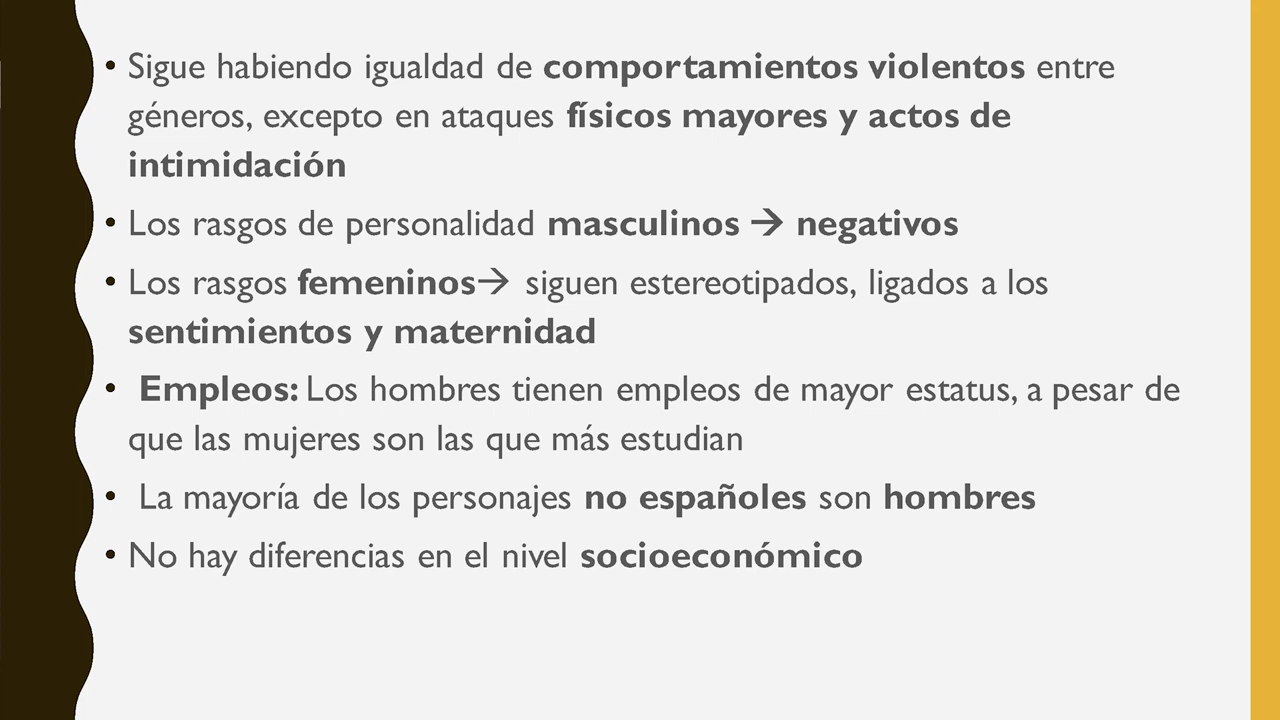 • Sigue habiendo igualdad de comportamientos violentos entre
géneros, excepto en ataques físicos mayores y actos de
intimidación
• Los rasgos de personalidad masculinos → negativos
• Los rasgos femeninos→ siguen estereotipados, ligados a los
sentimientos y maternidad
• Empleos: Los hombres tienen empleos de mayor estatus, a pesar de
que las mujeres son las que más estudian
• La mayoría de los personajes no españoles son hombres
• No hay diferencias en el nivel socioeconómico